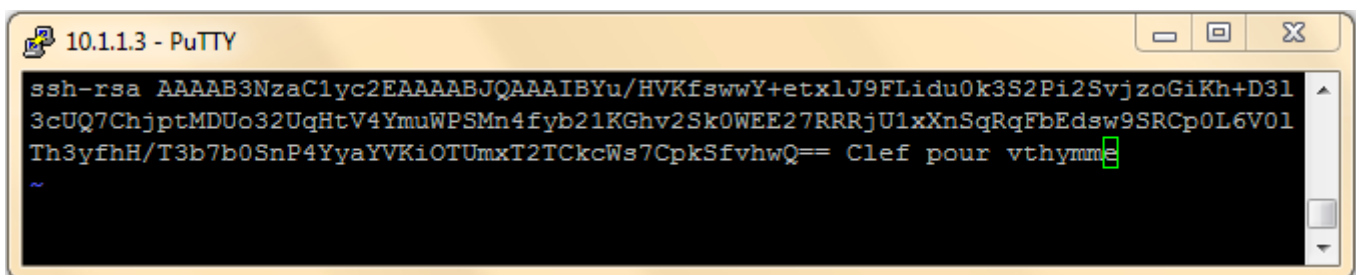 10.1.1.3 - PuTTY
ssh-rsa AAAAB3NzaC1yc2EAAAABJQAAAIBYu/HVKfswwY+etxlJ9FLidu0k3S2Pi2SvjzoGiKh+D3l
3cUQ7ChjptMDUo32UqHtV4YmuWPSMn4fyb21KGhv2Sk0WEE27RRRjU1xXnSqRqFbEdsw9SRCp0L6V0l
Th3yfhH/T3b7b0SnP4YyaYVKiOTUmxT2TCkcWs7CpkSfvhwQ== Clef pour vthymme
~